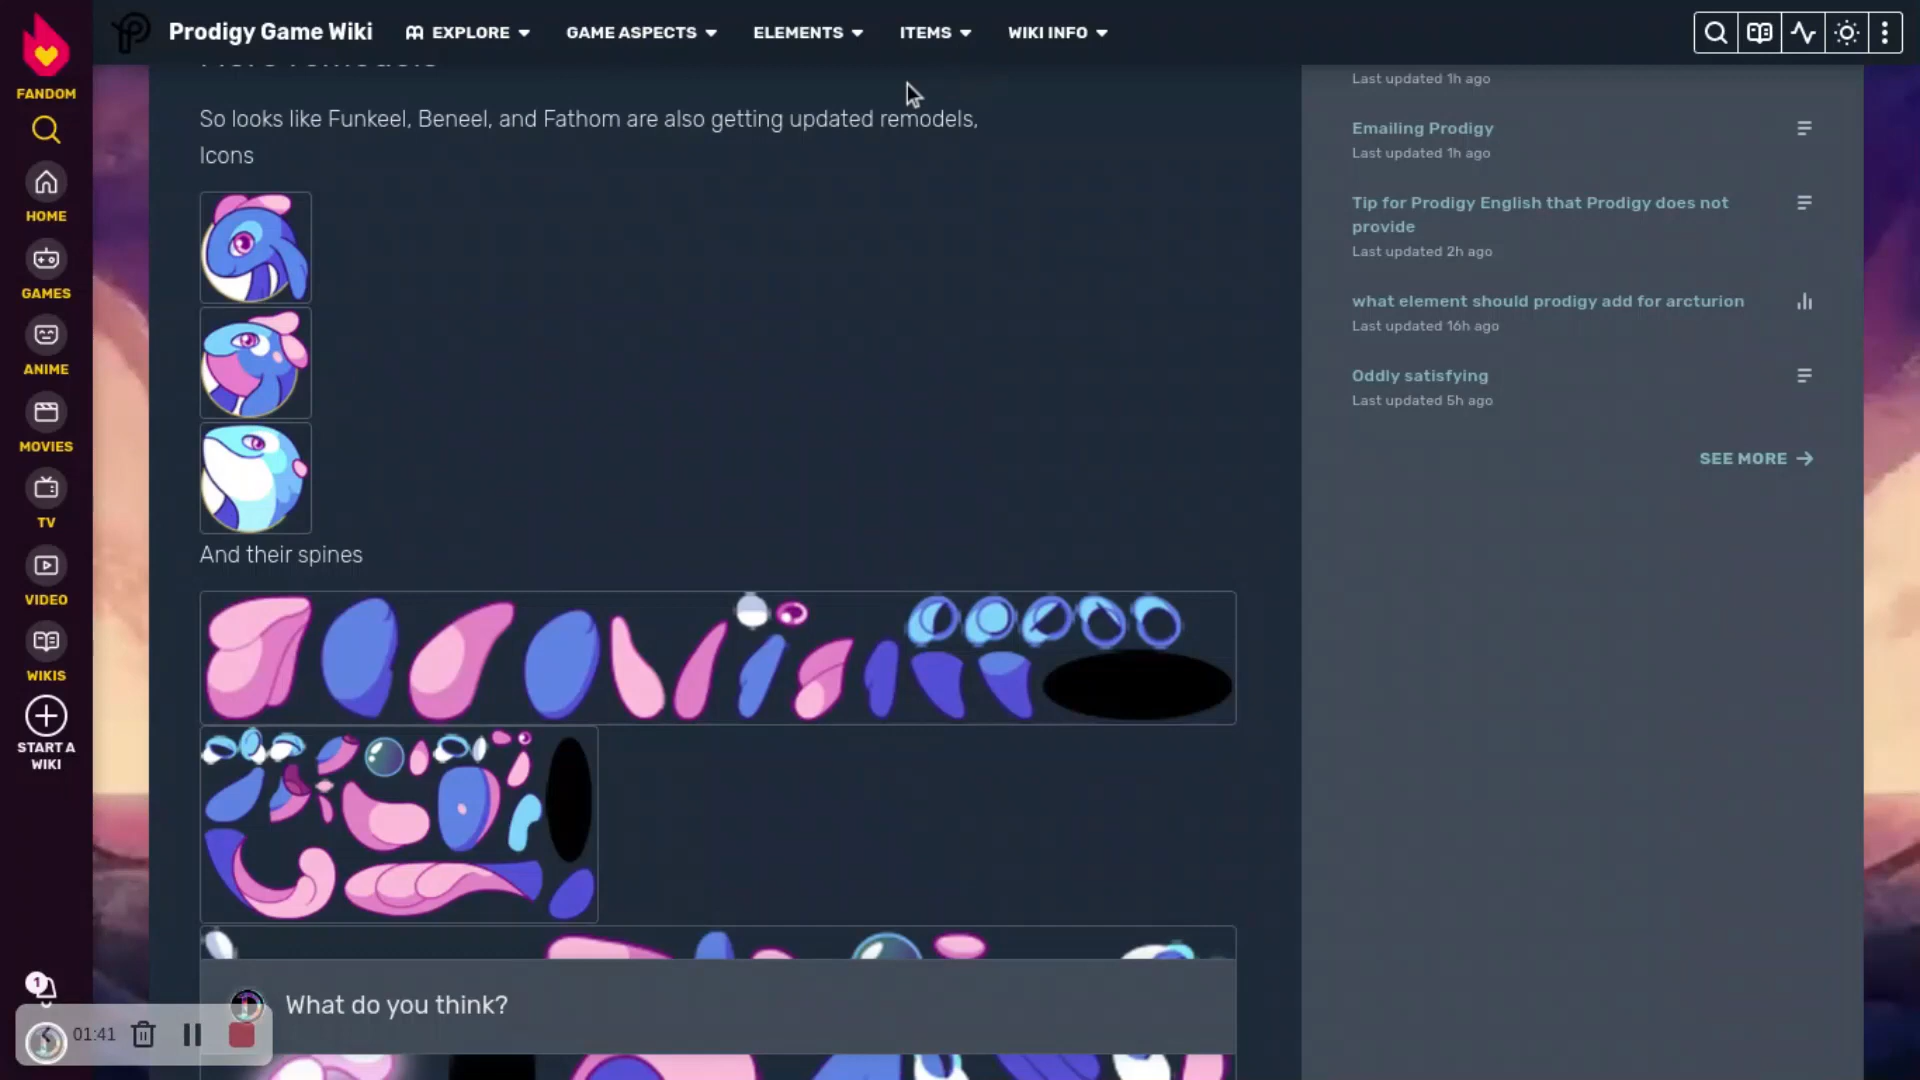 Prodigy Game Wiki
EXPLORE
GAME ASPECTS
ELEMENTS
ITEMS
WIKI INFO
FANDOM
HOME
GAMES
ANIME
MOVIES
TV
VIDEO
WIKIS
START A
WIKI
1
01:41
So looks like Funkeel, Beneel, and Fathom are also getting updated remodels,
Icons
And their spines
What do you think?
Last updated 1h ago
Emailing Prodigy
Last updated 1h ago
Tip for Prodigy English that Prodigy does not
provide
Last updated 2h ago
what element should prodigy add for arcturion
Last updated 16h ago
Oddly satisfying
Last updated 5h ago
SEE MORE